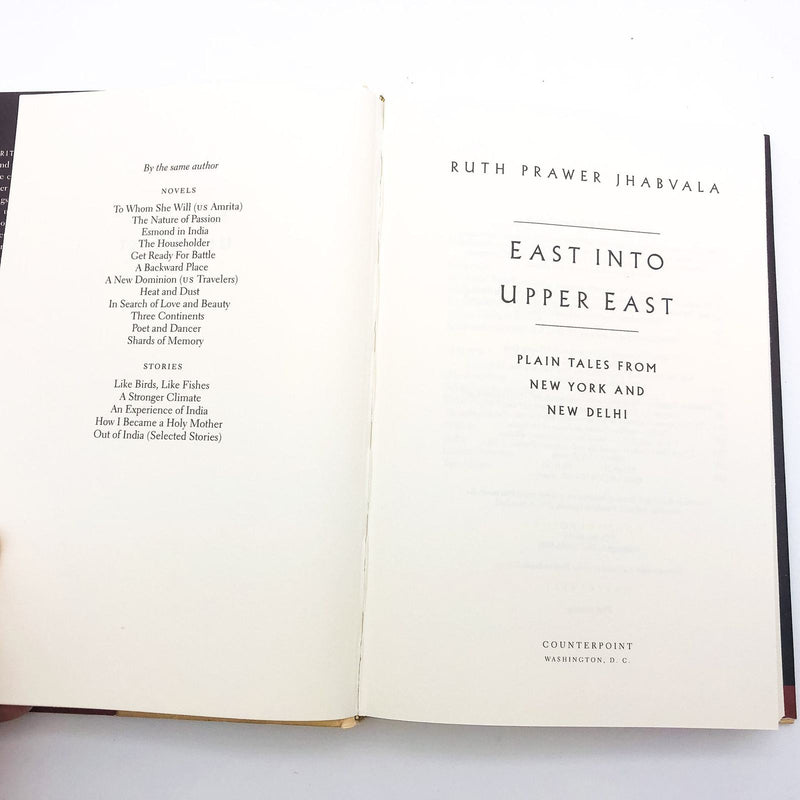 By the same author
NOVELS
To Whom She Will (US Amrita)
The Nature of Passion
Esmond in India
The Householder
Get Ready For Battle
A Backward Place
A New Dominion (US Travelers)
Heat and Dust
In Search of Love and Beauty
Three Continents
Poet and Dancer
Shards of Memory
STORIES
Like Birds, Like Fishes
A Stronger Climate
An Experience of India
How I Became a Holy Mother
Out of India (Selected Stories)
RUTH PRAWER JHABVALA
EAST INTO
UPPER EAST
PLAIN TALES FROM
NEW YORK AND
NEW DELHI
COUNTERPOINT
WASHINGTON, D. C.